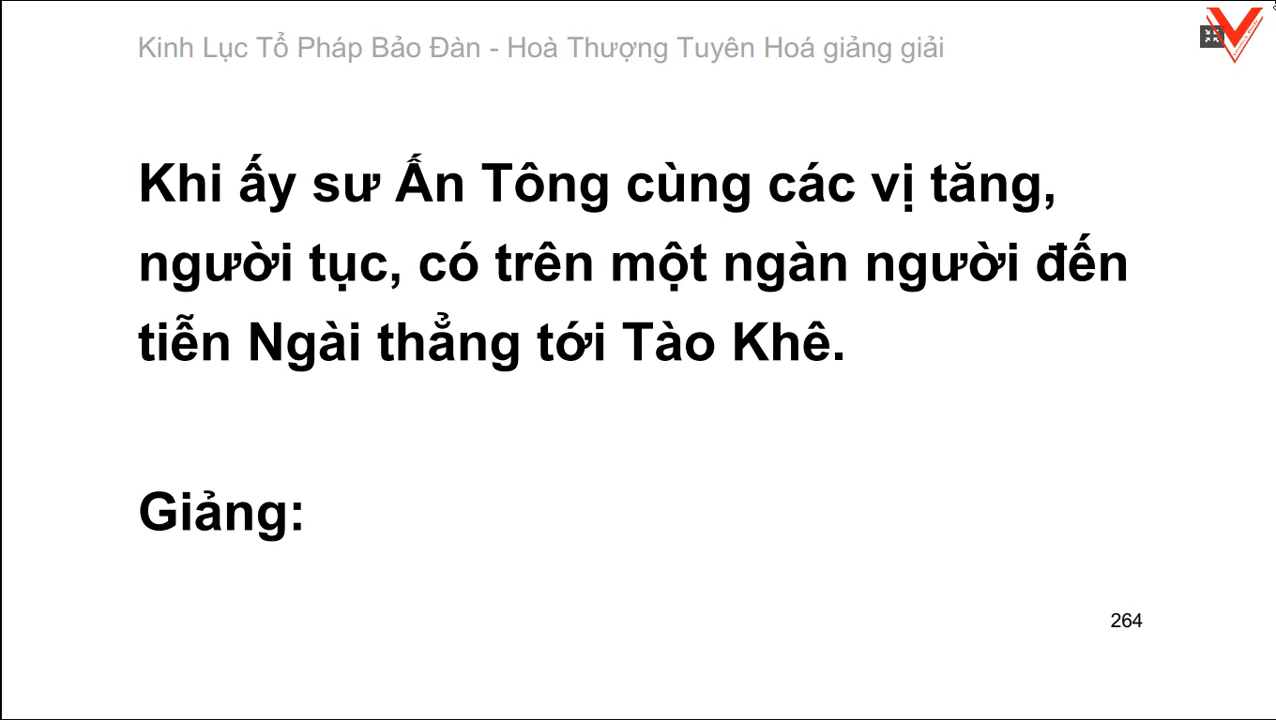 Kinh Lục Tổ Pháp Bảo Đàn - Hoà Thượng Tuyên Hoá giảng giải
Khi ấy sư Ấn Tông cùng các vị tăng,
người tục, có trên một ngàn người đến
tiễn Ngài thẳng tới Tào Khê.
Giảng:
264